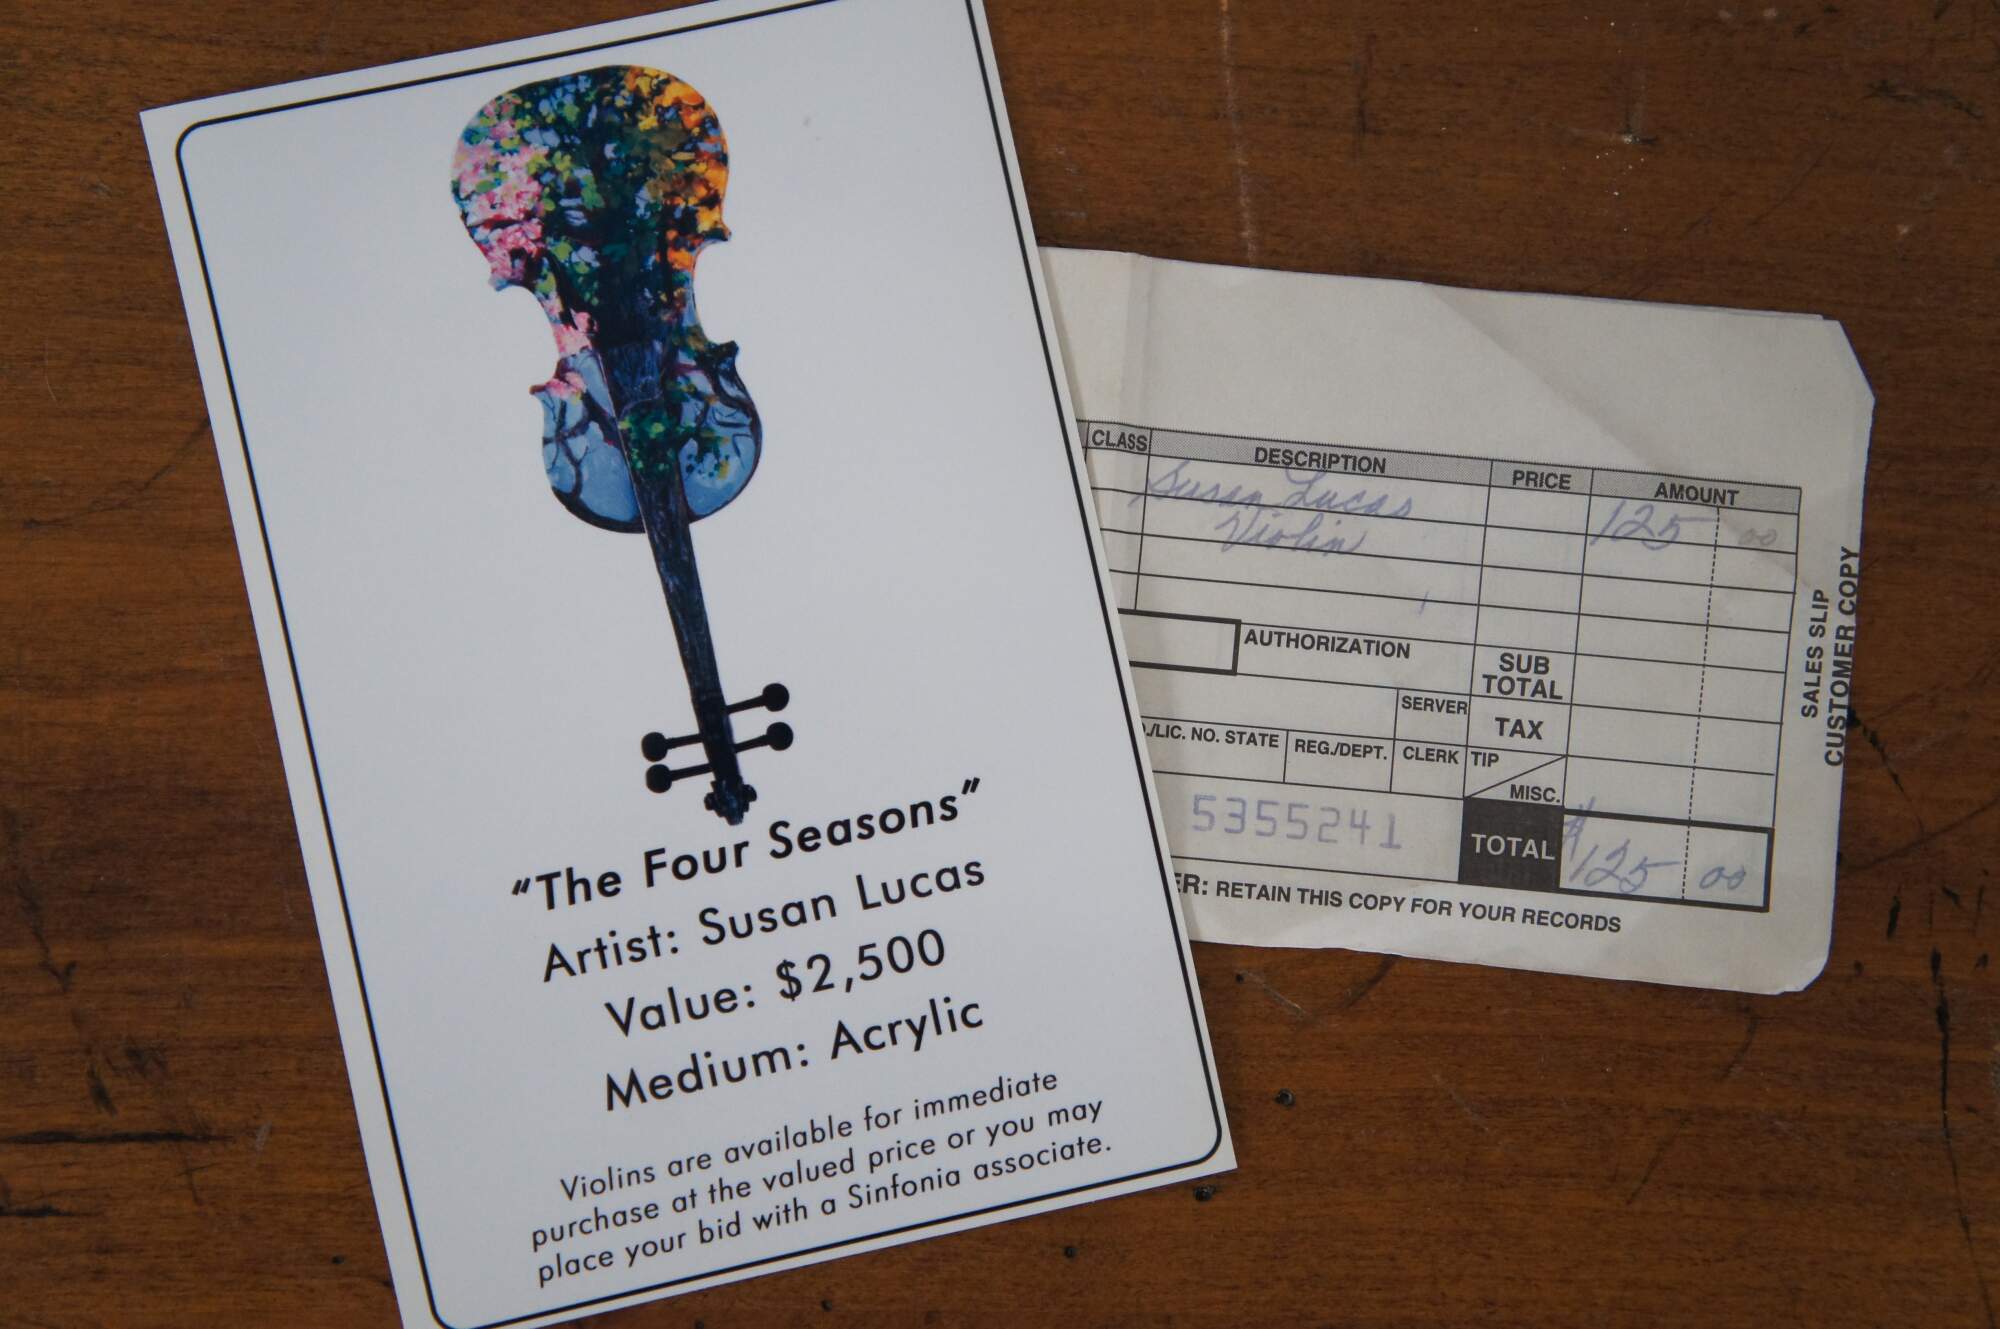 "The Four Seasons"
Artist: Susan Lucas
Value: $2,500
Medium: Acrylic
Violins are available for immediate
purchase at the valued price or you may
place your bid with a Sinfonia associate.
CLASS DESCRIPTION PRICE AMOUNT
Susan Lucas 125 00
Violin
AUTHORIZATION
SUB
TOTAL
SERVER TAX
./LIC. NO. STATE REG./DEPT. CLERK TIP
MISC.
5355241
TOTAL $125 00
ER: RETAIN THIS COPY FOR YOUR RECORDS
SALES SLIP
CUSTOMER COPY